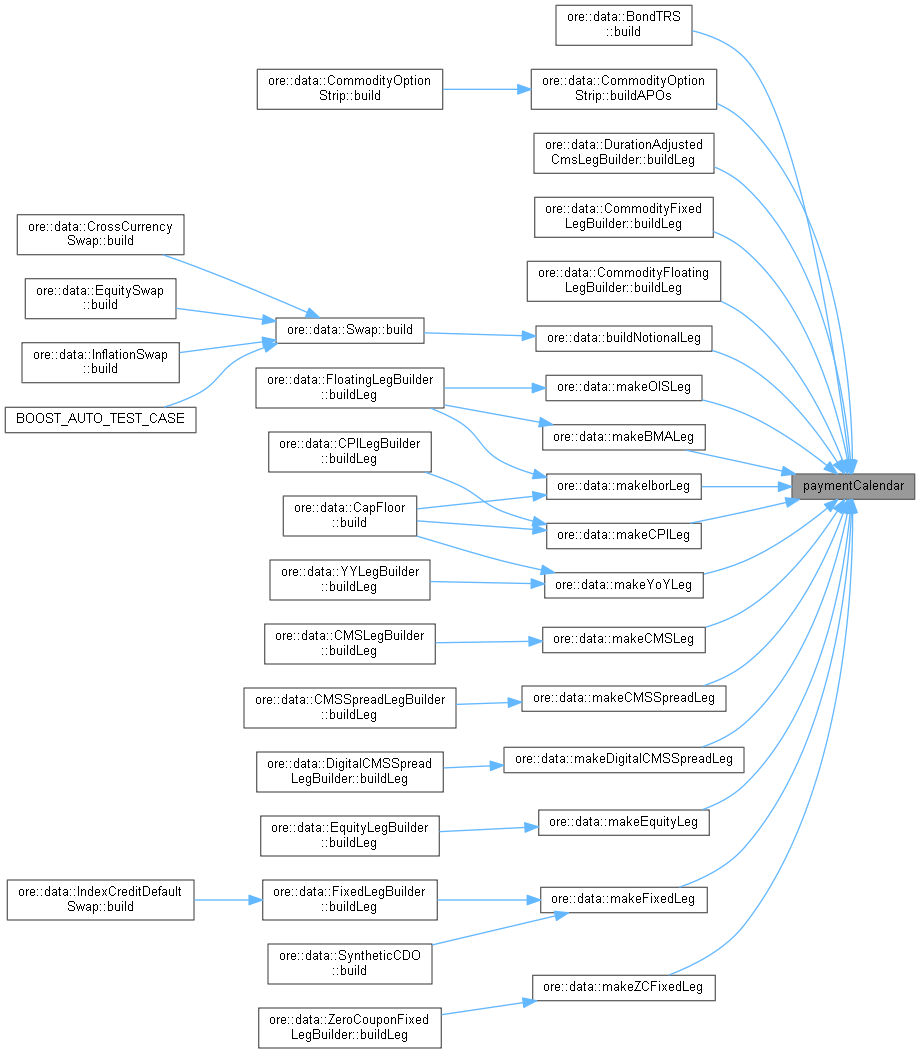 ore::data::BondTRS
::build
ore::data::CommodityOption
Strip::build
ore::data::CommodityOption
Strip::buildAPOs
ore::data::DurationAdjusted
CmsLegBuilder::buildLeg
ore::data::CommodityFixed
LegBuilder::buildLeg
ore::data::CrossCurrency
Swap::build
ore::data::CommodityFloating
LegBuilder::buildLeg
ore::data::EquitySwap
::build
ore::data::Swap::build
ore::data::buildNotionalLeg
ore::data::InflationSwap
::build
ore::data::FloatingLegBuilder
::buildLeg
ore::data::makeOISLeg
BOOST_AUTO_TEST_CASE
ore::data::makeBMALeg
ore::data::CPILegBuilder
::buildLeg
ore::data::makeIborLeg
paymentCalendar
ore::data::CapFloor
::build
ore::data::makeCPILeg
ore::data::YYLegBuilder
::buildLeg
ore::data::makeYoYLeg
ore::data::CMSLegBuilder
::buildLeg
ore::data::makeCMSLeg
ore::data::CMSSpreadLegBuilder
::buildLeg
ore::data::makeCMSSpreadLeg
ore::data::DigitalCMSSpread
LegBuilder::buildLeg
ore::data::makeDigitalCMSSpreadLeg
ore::data::EquityLegBuilder
::buildLeg
ore::data::makeEquityLeg
ore::data::IndexCreditDefault
Swap::build
ore::data::FixedLegBuilder
::buildLeg
ore::data::makeFixedLeg
ore::data::SyntheticCDO
::build
ore::data::makeZCFixedLeg
ore::data::ZeroCouponFixed
LegBuilder::buildLeg